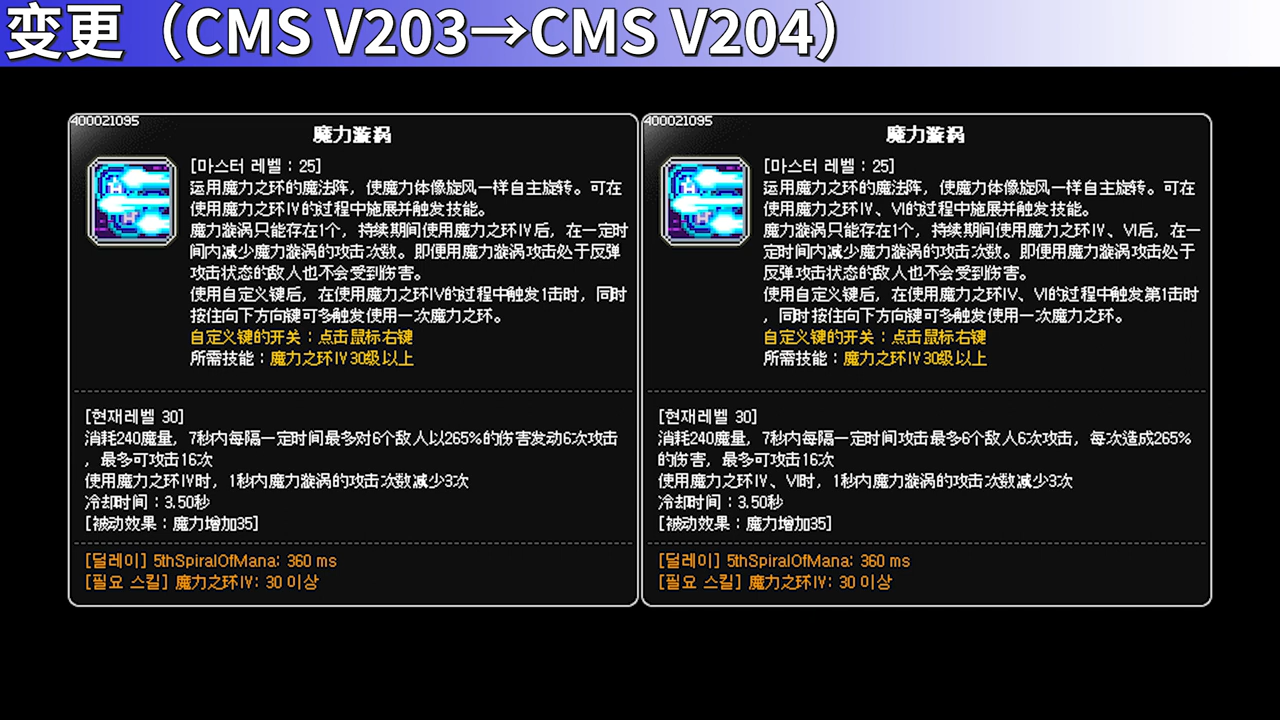 变更（CMS V203→CMS V204）
400021095
魔力漩涡
[마스터 레벨 : 25]
运用魔力之环的魔法阵，使魔力体像旋风一样自主旋转。可在
使用魔力之环IV的过程中施展并触发技能。
魔力漩涡只能存在1个，持续期间使用魔力之环IV后，在一定时
间内减少魔力漩涡的攻击次数。即便用魔力漩涡攻击处于反弹
攻击状态的敌人也不会受到伤害。
使用自定义键后，在使用魔力之环IV的过程中触发1击时，同时
按住向下方向键可多触发使用一次魔力之环。
自定义键的开关 : 点击鼠标右键
所需技能 : 魔力之环IV 30级以上
[현재레벨 30]
消耗240魔量，7秒内每隔一定时间最多对6个敌人以265%的伤害发动6次攻击
，最多可攻击16次
使用魔力之环IV时，1秒内魔力漩涡的攻击次数减少3次
冷却时间 : 3.50秒
[被动效果 : 魔力增加35]
[딜레이] 5thSpiralOfMana: 360 ms
[필요 스킬] 魔力之环IV: 30 이상
400021095
魔力漩涡
[마스터 레벨 : 25]
运用魔力之环的魔法阵，使魔力体像旋风一样自主旋转。可在
使用魔力之环IV、VI的过程中施展并触发技能。
魔力漩涡只能存在1个，持续期间使用魔力之环IV、VI后，在一
定时间内减少魔力漩涡的攻击次数。即便用魔力漩涡攻击处于
反弹攻击状态的敌人也不会受到伤害。
使用自定义键后，在使用魔力之环IV、VI的过程中触发第1击时
，同时按住向下方向键可多触发使用一次魔力之环。
自定义键的开关 : 点击鼠标右键
所需技能 : 魔力之环IV 30级以上
[현재레벨 30]
消耗240魔量，7秒内每隔一定时间攻击最多6个敌人6次攻击，每次造成265%
的伤害，最多可攻击16次
使用魔力之环IV、VI时，1秒内魔力漩涡的攻击次数减少3次
冷却时间 : 3.50秒
[被动效果 : 魔力增加35]
[딜레이] 5thSpiralOfMana: 360 ms
[필요 스킬] 魔力之环IV: 30 이상